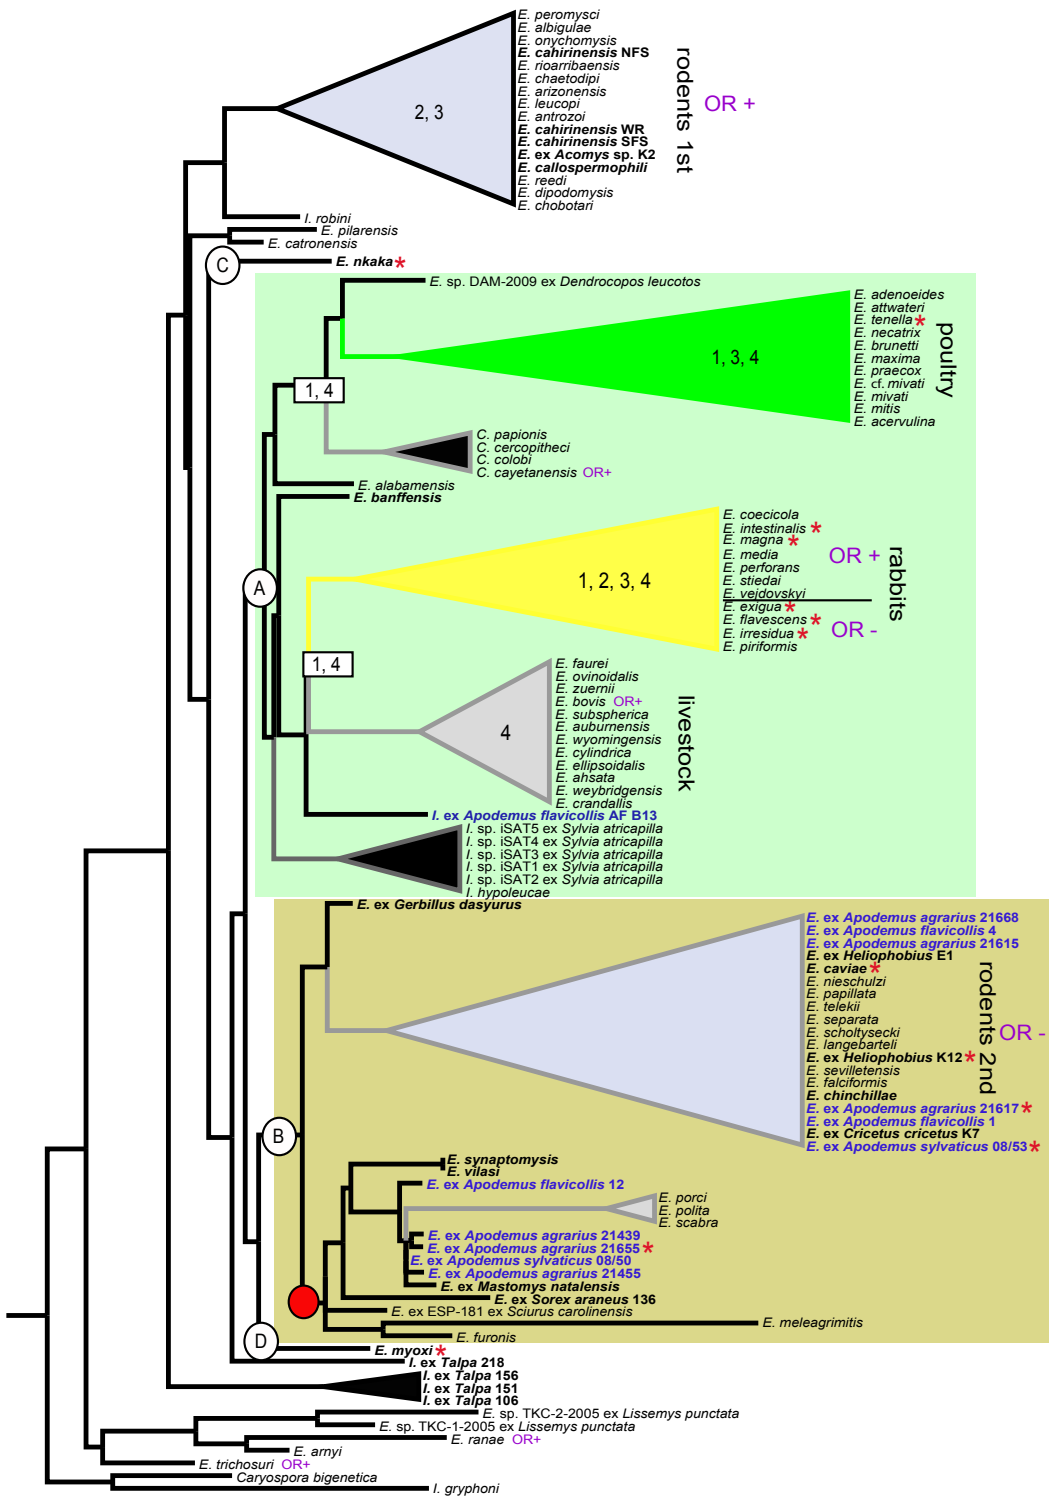 E. peromysci
E. albigulae
E. onychomysis
E. cahirinensis NFS
E. rioarribaensis
E. chaetodipi
E. arizonensis
E. leucopi
E. antrozoi
E. cahirinensis WR
E. cahirinensis SFS
E. ex Acomys sp. K2
E. callospermophili
E. reedi
E. dipodomysis
E. chobotari
2, 3
rodents 1st
OR +
I. robini
E. pilarensis
E. catronensis
C
E. nkaka*
E. sp. DAM-2009 ex Dendrocopos leucotos
E. adenoeides
E. attwateri
E. tenella*
E. necatrix
E. brunetti
E. maxima
E. praecox
E. cf. mivati
E. mivati
E. mitis
E. acervulina
1, 3, 4
poultry
1, 4
C. papionis
C. cercopitheci
C. colobi
C. cayetanensis OR+
E. alabamensis
E. banffensis
A
E. coecicola
E. intestinalis *
E. magna *
E. media
E. perforans
E. stiedai
E. vejdovskyi
E. exigua *
E. flavescens *
E. irresidua *
E. piriformis
1, 2, 3, 4
OR +
OR -
rabbits
1, 4
E. faurei
E. ovinoidalis
E. zuernii
E. bovis OR+
E. subspherica
E. auburnensis
E. wyomingensis
E. cylindrica
E. ellipsoidalis
E. ahsata
E. weybridgensis
E. crandallis
4
livestock
I. ex Apodemus flavicollis AF B13
I. sp. iSAT5 ex Sylvia atricapilla
I. sp. iSAT4 ex Sylvia atricapilla
I. sp. iSAT3 ex Sylvia atricapilla
I. sp. iSAT1 ex Sylvia atricapilla
I. sp. iSAT2 ex Sylvia atricapilla
I. hypoleucae
E. ex Gerbillus dasyurus
E. ex Apodemus agrarius 21668
E. ex Apodemus flavicollis 4
E. ex Apodemus agrarius 21615
E. ex Heliophobius E1
E. caviae *
E. nieschulzi
E. papillata
E. telekii
E. separata
E. scholtysecki
E. langebarteli
E. ex Heliophobius K12 *
E. sevilletensis
E. falciformis
E. chinchillae
E. ex Apodemus agrarius 21617 *
E. ex Apodemus flavicollis 1
E. ex Cricetus cricetus K7
E. ex Apodemus sylvaticus 08/53 *
rodents 2nd
OR -
B
E. synaptomysis
E. vilasi
E. ex Apodemus flavicollis 12
E. porci
E. polita
E. scabra
E. ex Apodemus agrarius 21439
E. ex Apodemus agrarius 21655 *
E. ex Apodemus sylvaticus 08/50
E. ex Apodemus agrarius 21455
E. ex Mastomys natalensis
E. ex Sorex araneus 136
E. ex ESP-181 ex Sciurus carolinensis
E. meleagrimitis
E. furonis
D
E. myoxi *
I. ex Talpa 218
I. ex Talpa 156
I. ex Talpa 151
I. ex Talpa 106
E. sp. TKC-2-2005 ex Lissemys punctata
E. sp. TKC-1-2005 ex Lissemys punctata
E. ranae OR+
E. arnyi
E. trichosuri OR+
Caryospora bigenetica
I. gryphoni